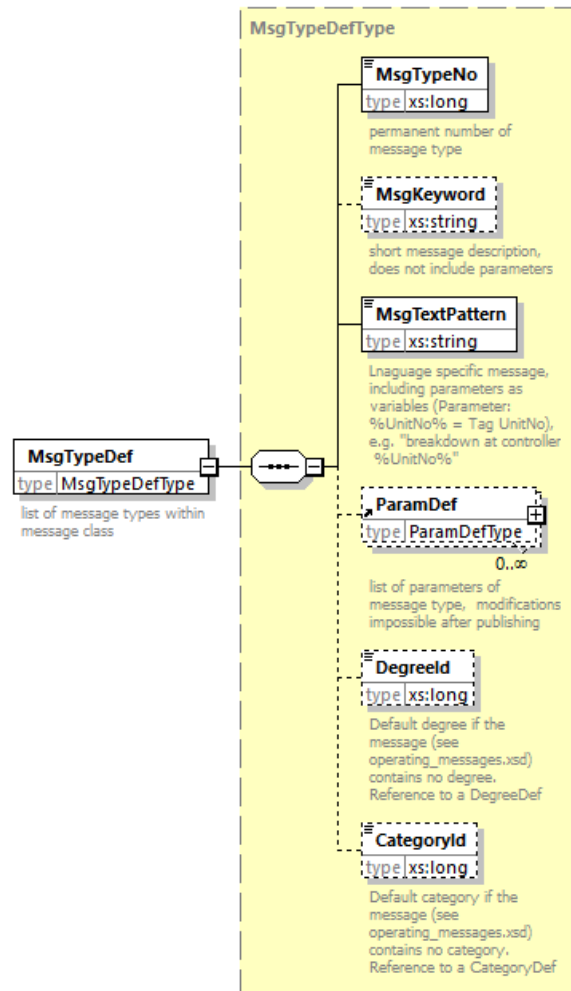 MsgTypeDefType
MsgTypeNo
type xs:long
permanent number of
message type
MsgKeyword
type xs:string
short message description,
does not include parameters
MsgTextPattern
type xs:string
Lnaguage specific message,
including parameters as
variables (Parameter:
%UnitNo% = Tag UnitNo),
e.g. "breakdown at controller
%UnitNo%"
MsgTypeDef
type MsgTypeDefType
list of message types within
message class
ParamDef
type ParamDefType
0..∞
list of parameters of
message type, modifications
impossible after publishing
DegreeId
type xs:long
Default degree if the
message (see
operating_messages.xsd)
contains no degree.
Reference to a DegreeDef
CategoryId
type xs:long
Default category if the
message (see
operating_messages.xsd)
contains no category.
Reference to a CategoryDef